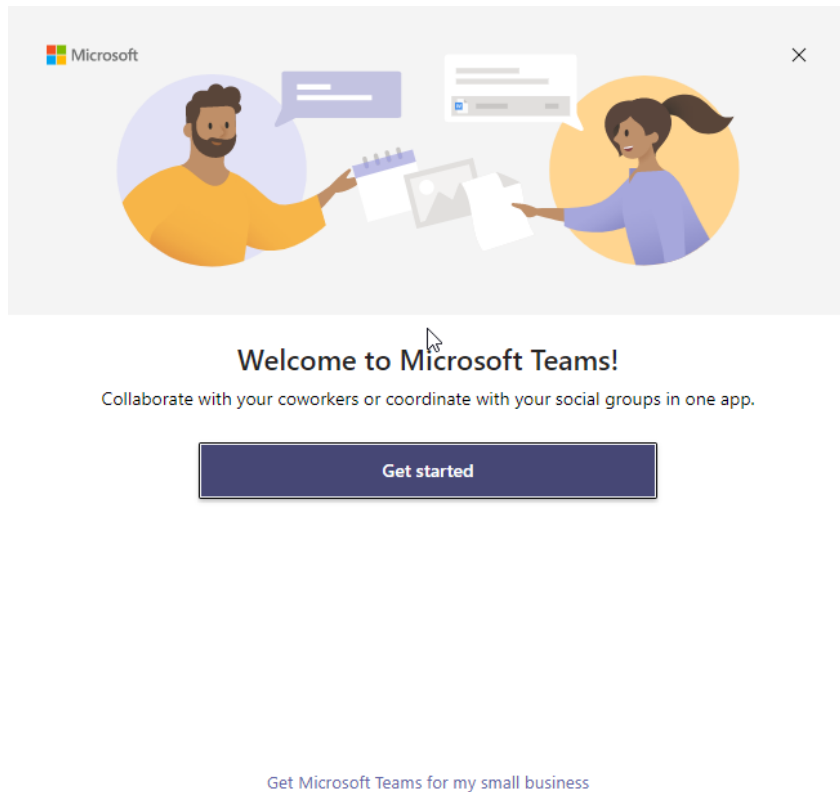 Microsoft
Welcome to Microsoft Teams!
Collaborate with your coworkers or coordinate with your social groups in one app.
Get started
Get Microsoft Teams for my small business